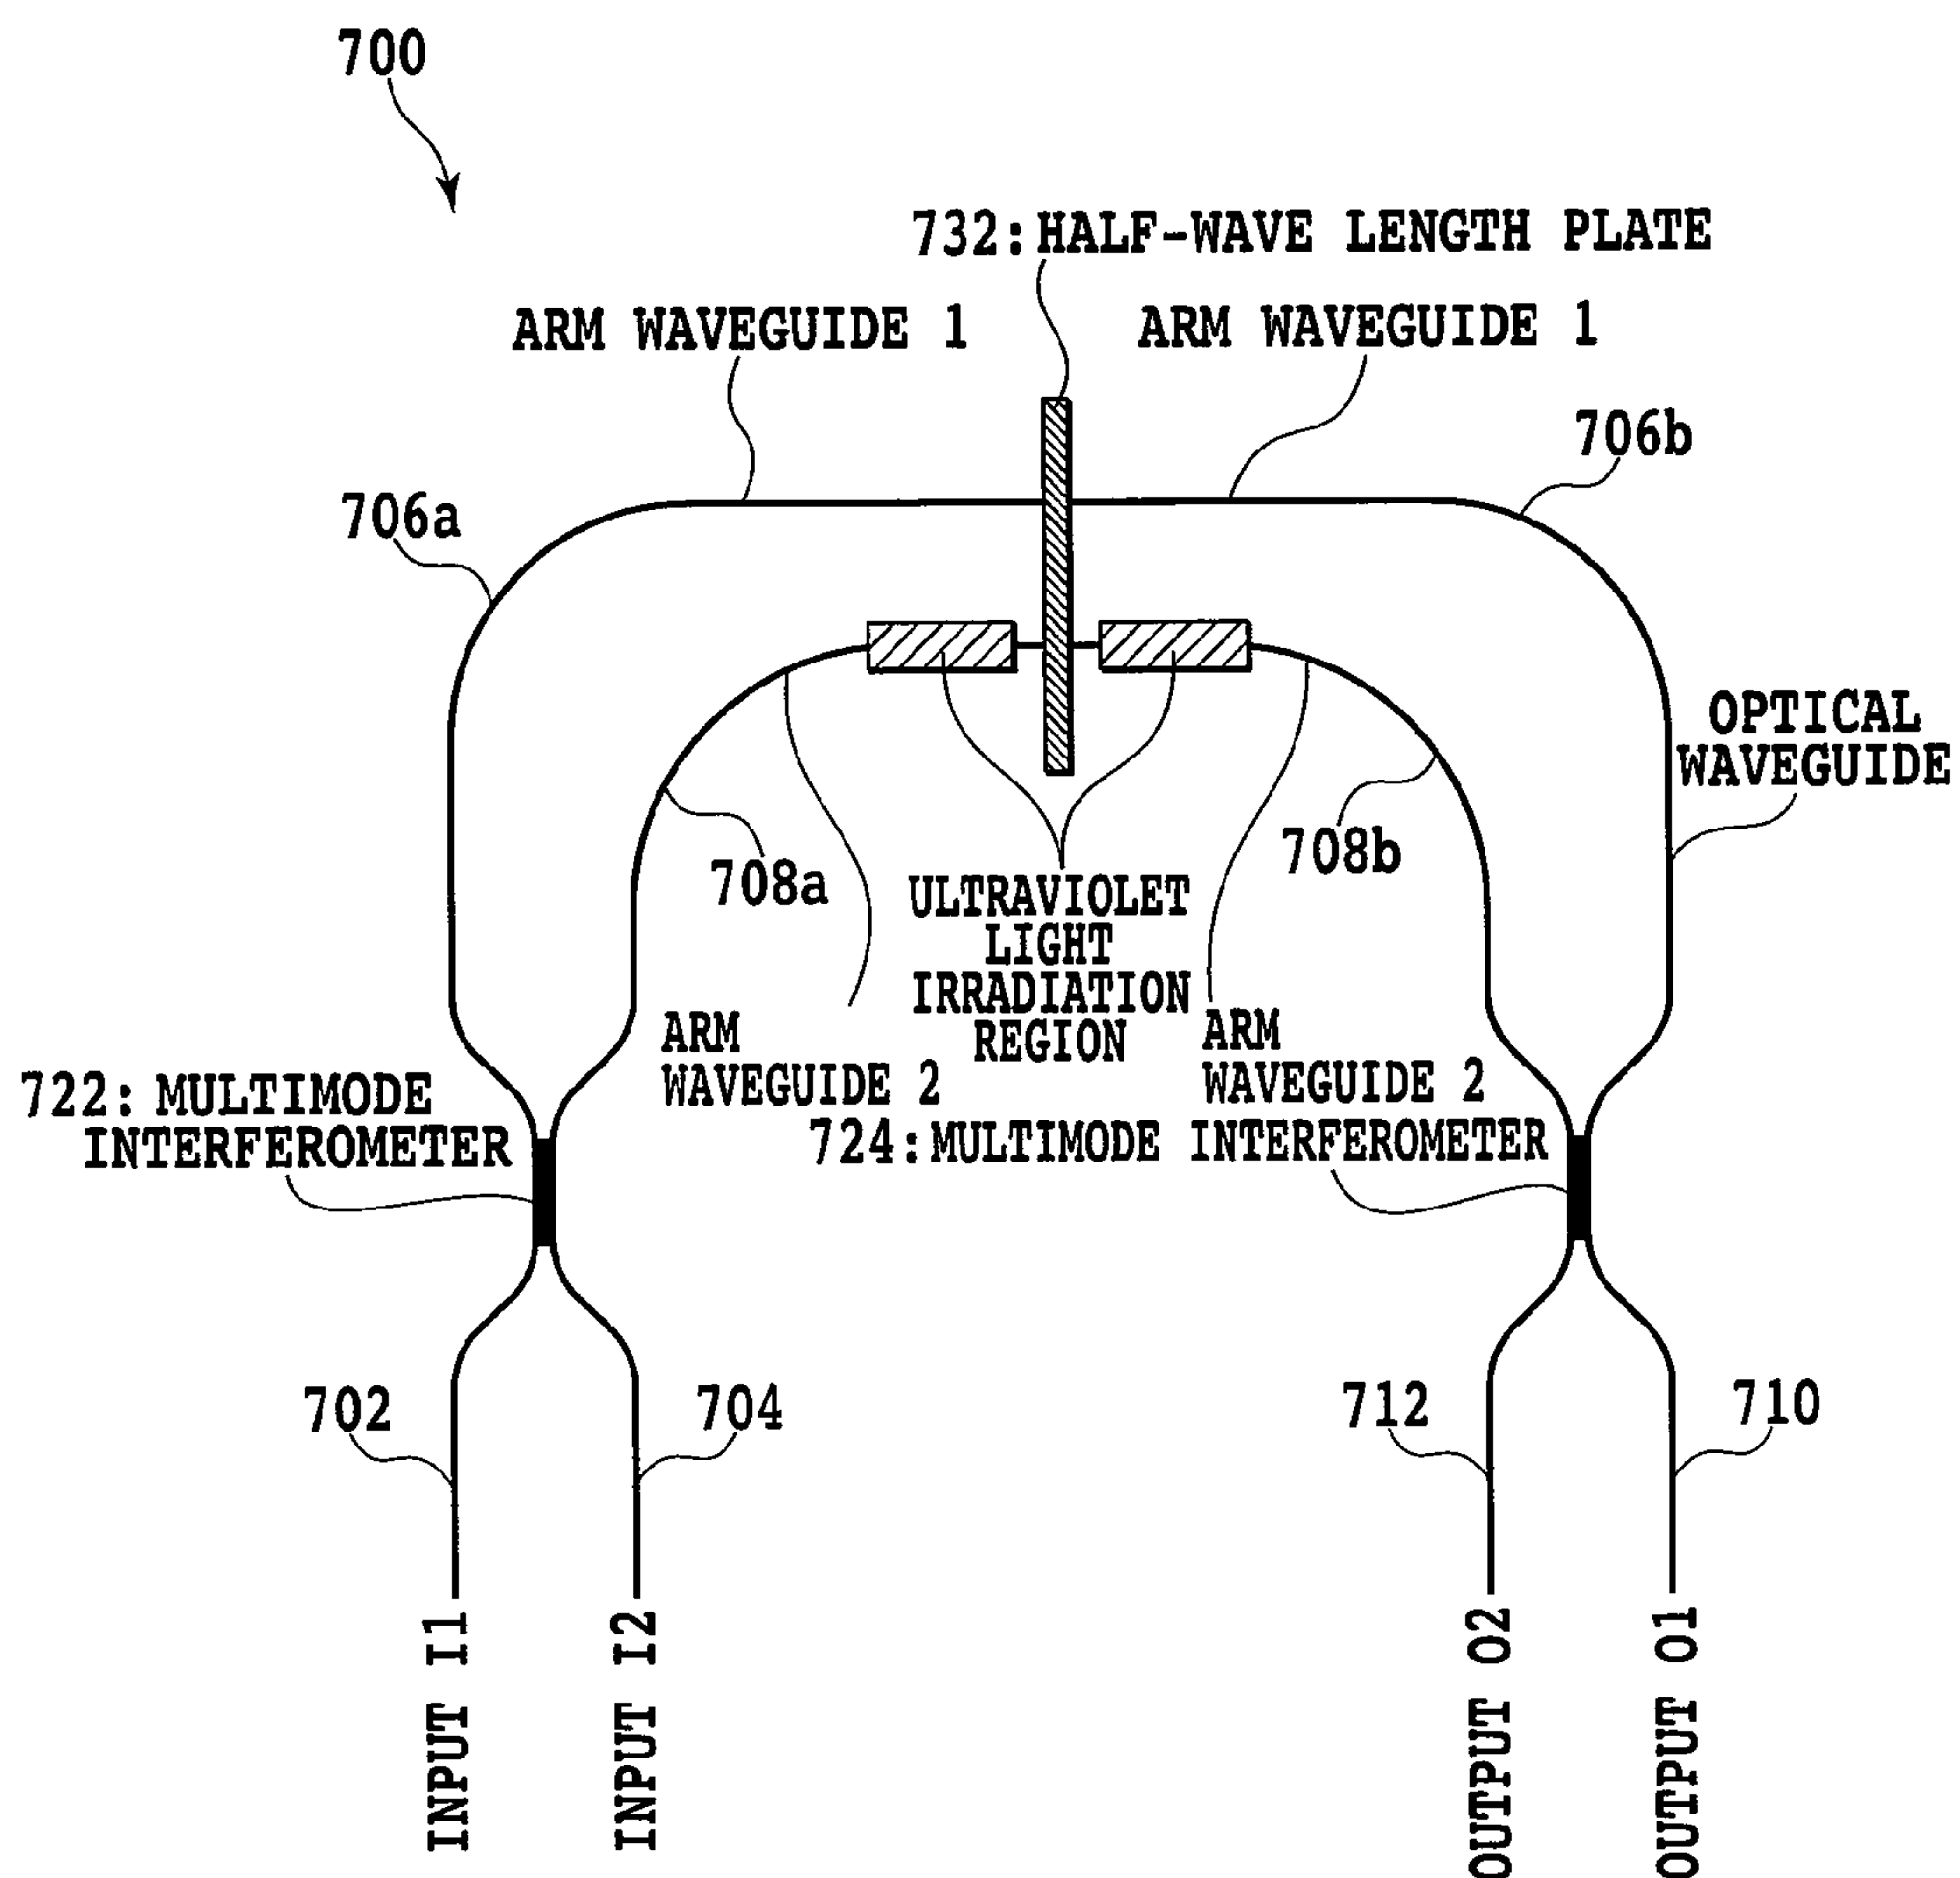 700
732:HALF-WAVE LENGTH PLATE
ARM WAVEGUIDE 1
ARM WAVEGUIDE 1
706b
706a
OPTICAL
WAVEGUIDE
708b
708a
ULTRAVIOLET
LIGHT
IRRADIATION
REGION
ARM
WAVEGUIDE 2
ARM
WAVEGUIDE 2
722: MULTIMODE
INTERFEROMETER
724:MULTIMODE INTERFEROMETER
702
704
712
710
INPUT I1
INPUT I2
OUTPUT O2
OUTPUT O1